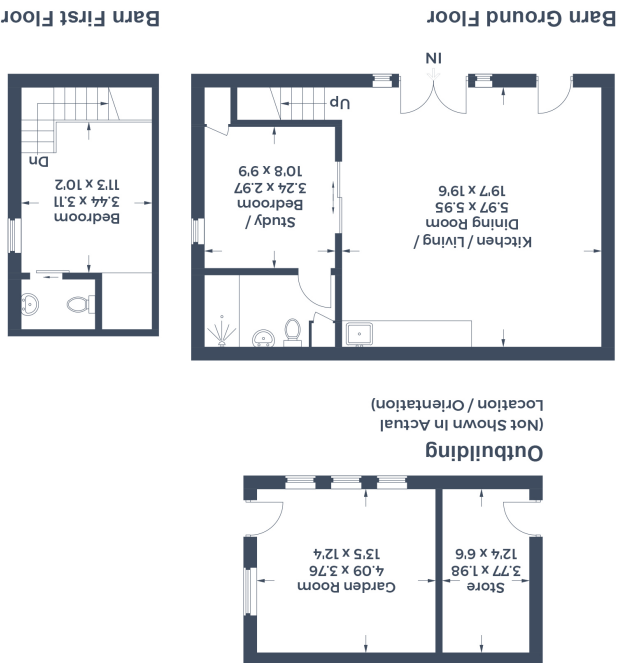 Store
3.77 x 1.98
12'4 x 6'6
Garden Room
4.09 x 3.76
13'5 x 12'4
Outbuilding
(Not Shown In Actual
Location / Orientation)
Kitchen / Living /
Dining Room
5.97 x 5.95
19'7 x 19'6
Study /
Bedroom
3.24 x 2.97
10'8 x 9'9
Up
IN
Barn Ground Floor
Bedroom
3.44 x 3.11
11'3 x 10'2
Dn
Barn First Floor